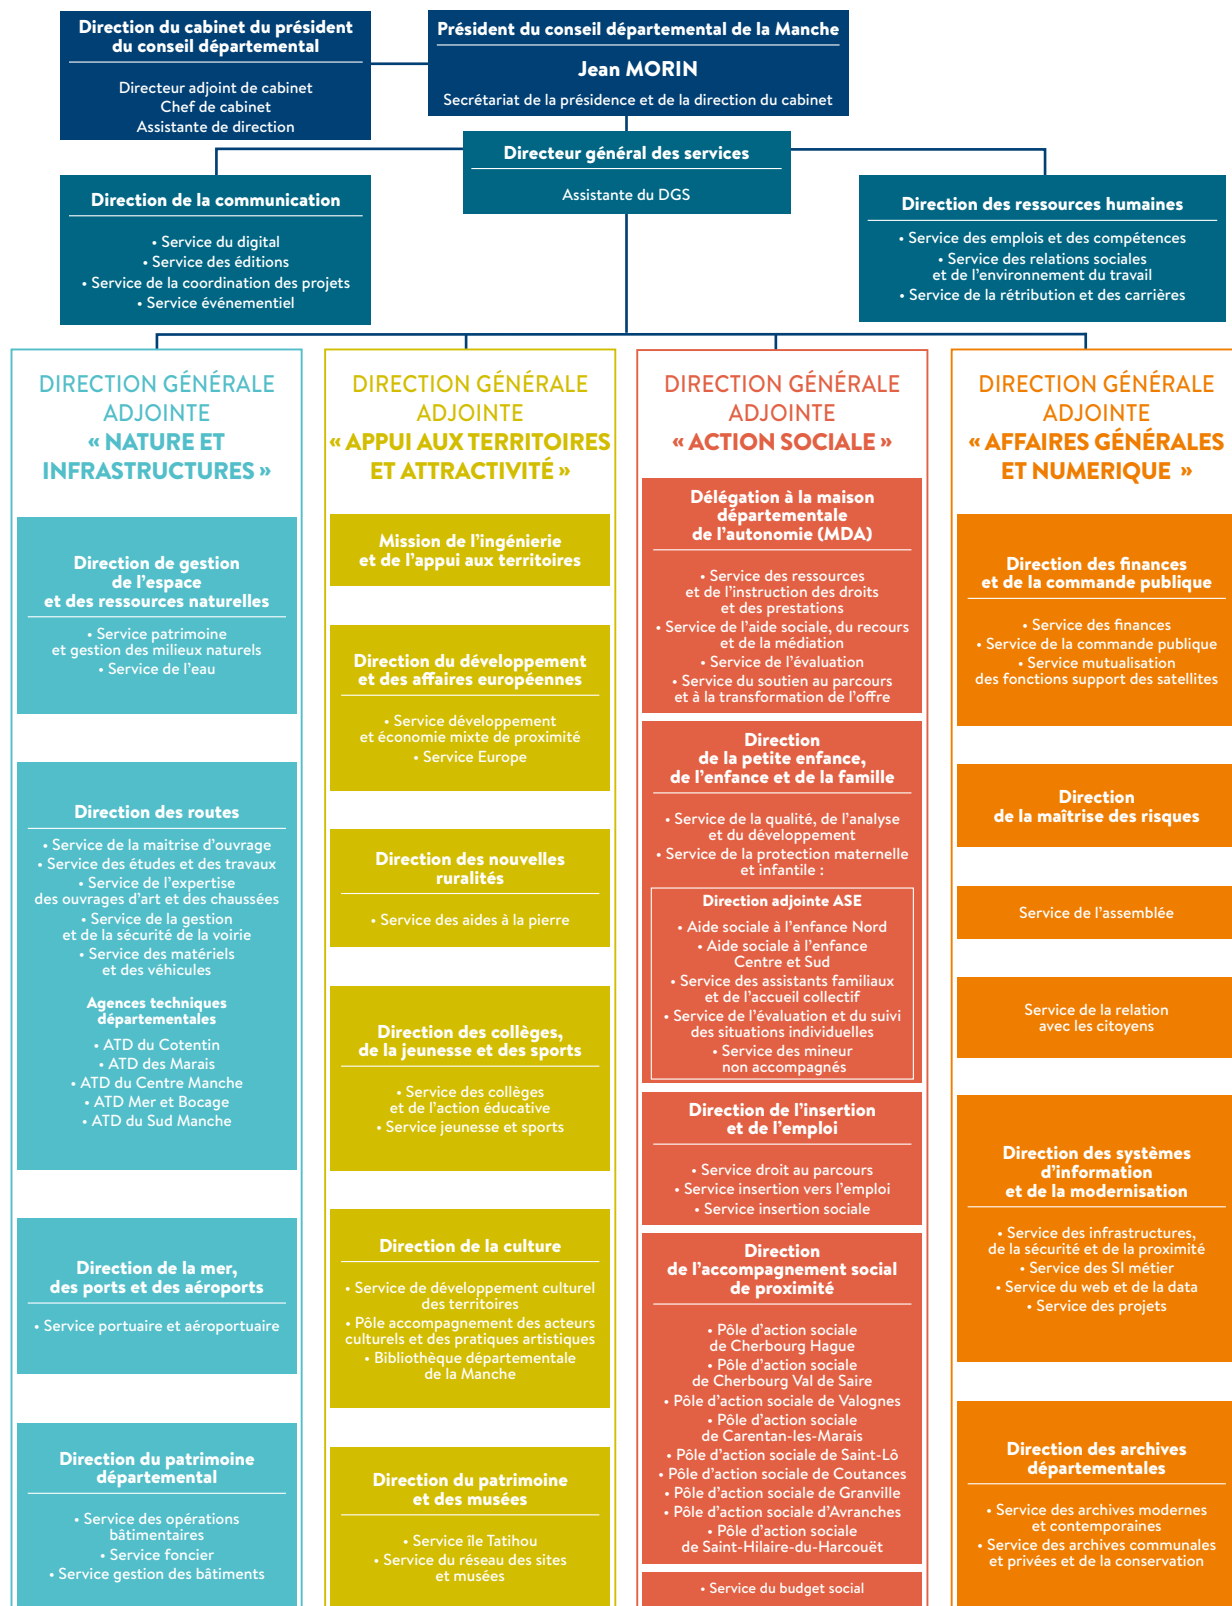 Direction du cabinet du président
du conseil départemental
Directeur adjoint de cabinet
Chef de cabinet
Assistante de direction
Président du conseil départemental de la Manche
Jean MORIN
Secrétariat de la présidence et de la direction du cabinet
Directeur général des services
Assistante du DGS
Direction de la communication
• Service du digital
• Service des éditions
• Service de la coordination des projets
• Service événementiel
Direction des ressources humaines
• Service des emplois et des compétences
• Service des relations sociales
et de l'environnement du travail
• Service de la rétribution et des carrières
DIRECTION GÉNÉRALE
ADJOINTE
« NATURE ET
INFRASTRUCTURES »
Direction de gestion
de l'espace
et des ressources naturelles
• Service patrimoine
et gestion des milieux naturels
• Service de l'eau
Direction des routes
• Service de la maitrise d'ouvrage
• Service des études et des travaux
• Service de l'expertise
des ouvrages d'art et des chaussées
• Service de la gestion
et de la sécurité de la voirie
• Service des matériels
et des véhicules
Agences techniques
départementales
• ATD du Cotentin
• ATD des Marais
• ATD du Centre Manche
• ATD Mer et Bocage
• ATD du Sud Manche
Direction de la mer,
des ports et des aéroports
• Service portuaire et aéroportuaire
Direction du patrimoine
départemental
• Service des opérations
bâtimentaires
• Service foncier
• Service gestion des bâtiments
DIRECTION GÉNÉRALE
ADJOINTE
« APPUI AUX TERRITOIRES
ET ATTRACTIVITÉ »
Mission de l'ingénierie
et de l'appui aux territoires
Direction du développement
et des affaires européennes
• Service développement
et économie mixte de proximité
• Service Europe
Direction des nouvelles
ruralités
• Service des aides à la pierre
Direction des collèges,
de la jeunesse et des sports
• Service des collèges
et de l'action éducative
• Service jeunesse et sports
Direction de la culture
• Service de développement culturel
des territoires
• Pôle accompagnement des acteurs
culturels et des pratiques artistiques
• Bibliothèque départementale
de la Manche
Direction du patrimoine
et des musées
• Service île Tatihou
• Service du réseau des sites
et musées
DIRECTION GÉNÉRALE
ADJOINTE
« ACTION SOCIALE »
Délégation à la maison
départementale
de l'autonomie (MDA)
• Service des ressources
et de l'instruction des droits
et des prestations
• Service de l'aide sociale, du recours
et de la médiation
• Service de l'évaluation
• Service du soutien au parcours
et à la transformation de l'offre
Direction
de la petite enfance,
de l'enfance et de la famille
• Service de la qualité, de l'analyse
et du développement
• Service de la protection maternelle
et infantile :
Direction adjointe ASE
• Aide sociale à l'enfance Nord
• Aide sociale à l'enfance
Centre et Sud
• Service des assistants familiaux
et de l'accueil collectif
• Service de l'évaluation et du suivi
des situations individuelles
• Service des mineur
non accompagnés
Direction de l'insertion
et de l'emploi
• Service droit au parcours
• Service insertion vers l'emploi
• Service insertion sociale
Direction
de l'accompagnement social
de proximité
• Pôle d'action sociale
de Cherbourg Hague
• Pôle d'action sociale
de Cherbourg Val de Saire
• Pôle d'action sociale de Valognes
• Pôle d'action sociale
de Carentan-les-Marais
• Pôle d'action sociale de Saint-Lô
• Pôle d'action sociale de Coutances
• Pôle d'action sociale de Granville
• Pôle d'action sociale d'Avranches
• Pôle d'action sociale
de Saint-Hilaire-du-Harcouët
• Service du budget social
DIRECTION GÉNÉRALE
ADJOINTE
« AFFAIRES GÉNÉRALES
ET NUMERIQUE »
Direction des finances
et de la commande publique
• Service des finances
• Service de la commande publique
• Service mutualisation
des fonctions support des satellites
Direction
de la maîtrise des risques
Service de l'assemblée
Service de la relation
avec les citoyens
Direction des systèmes
d'information
et de la modernisation
• Service des infrastructures,
de la sécurité et de la proximité
• Service des SI métier
• Service du web et de la data
• Service des projets
Direction des archives
départementales
• Service des archives modernes
et contemporaines
• Service des archives communales
et privées et de la conservation